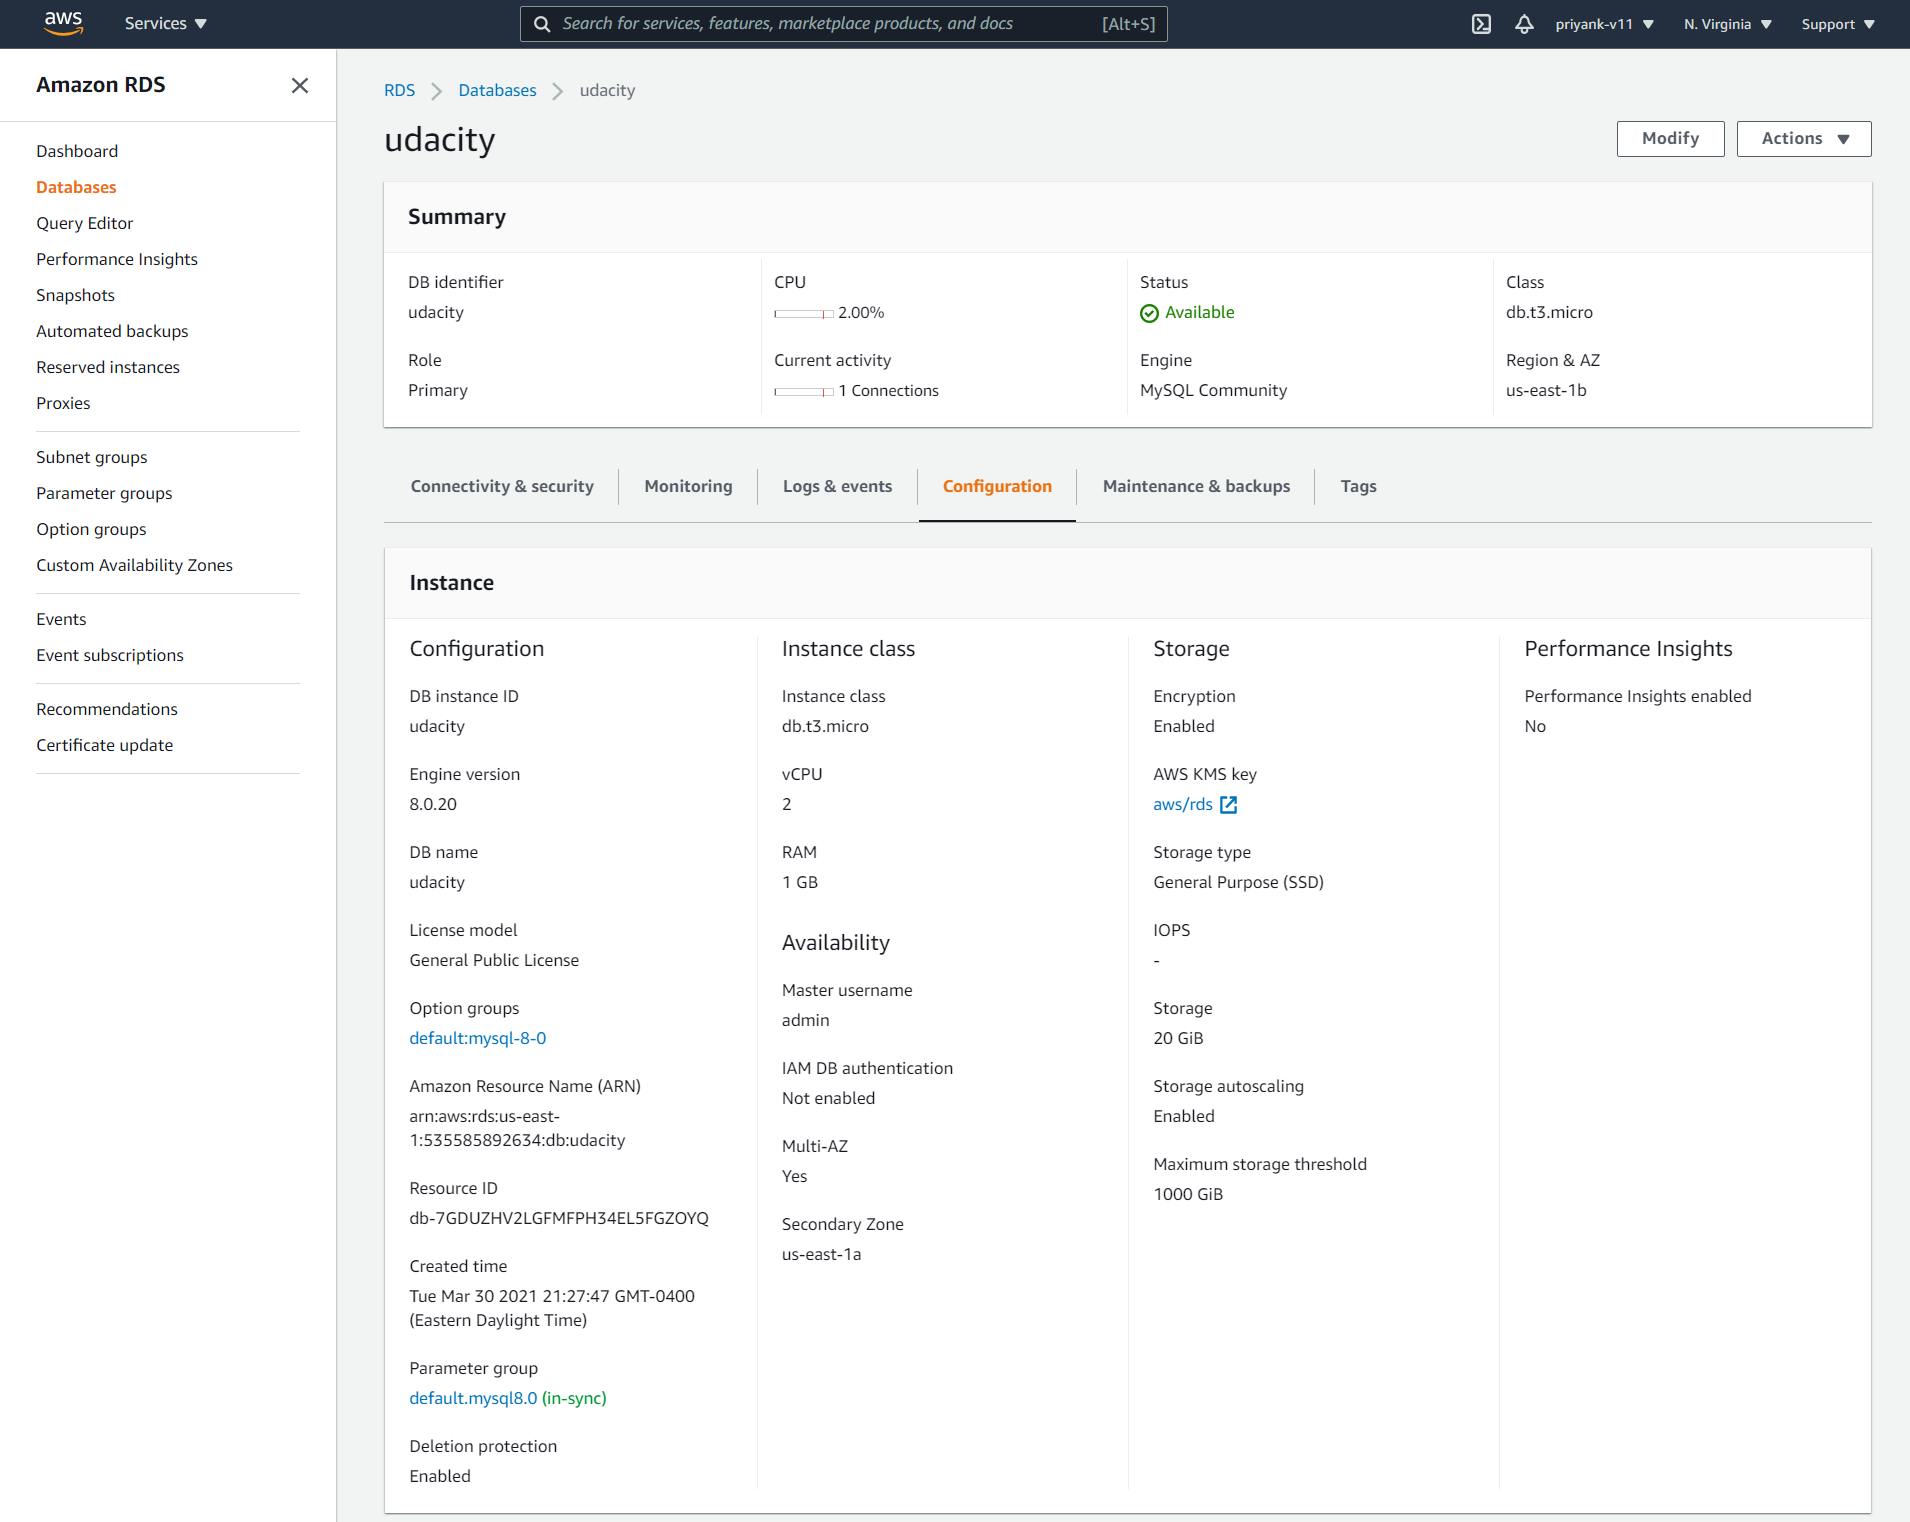 aws Services Search for services, features, marketplace products, and docs [Alt+S] priyank-v11 N. Virginia Support
Amazon RDS
Dashboard
Databases
Query Editor
Performance Insights
Snapshots
Automated backups
Reserved instances
Proxies
Subnet groups
Parameter groups
Option groups
Custom Availability Zones
Events
Event subscriptions
Recommendations
Certificate update
RDS Databases udacity
udacity
Modify Actions
Summary
DB identifier
udacity
Role
Primary
CPU
2.00%
Current activity
1 Connections
Status
Available
Engine
MySQL Community
Class
db.t3.micro
Region & AZ
us-east-1b
Connectivity & security Monitoring Logs & events Configuration Maintenance & backups Tags
Instance
Configuration
DB instance ID
udacity
Engine version
8.0.20
DB name
udacity
License model
General Public License
Option groups
default:mysql-8-0
Amazon Resource Name (ARN)
arn:aws:rds:us-east-
1:535585892634:db:udacity
Resource ID
db-7GDUZHV2LGFMFPH34EL5FGZOYQ
Created time
Tue Mar 30 2021 21:27:47 GMT-0400
(Eastern Daylight Time)
Parameter group
default.mysql8.0 (in-sync)
Deletion protection
Enabled
Instance class
Instance class
db.t3.micro
vCPU
2
RAM
1 GB
Availability
Master username
admin
IAM DB authentication
Not enabled
Multi-AZ
Yes
Secondary Zone
us-east-1a
Storage
Encryption
Enabled
AWS KMS key
aws/rds
Storage type
General Purpose (SSD)
IOPS
-
Storage
20 GiB
Storage autoscaling
Enabled
Maximum storage threshold
1000 GiB
Performance Insights
Performance Insights enabled
No